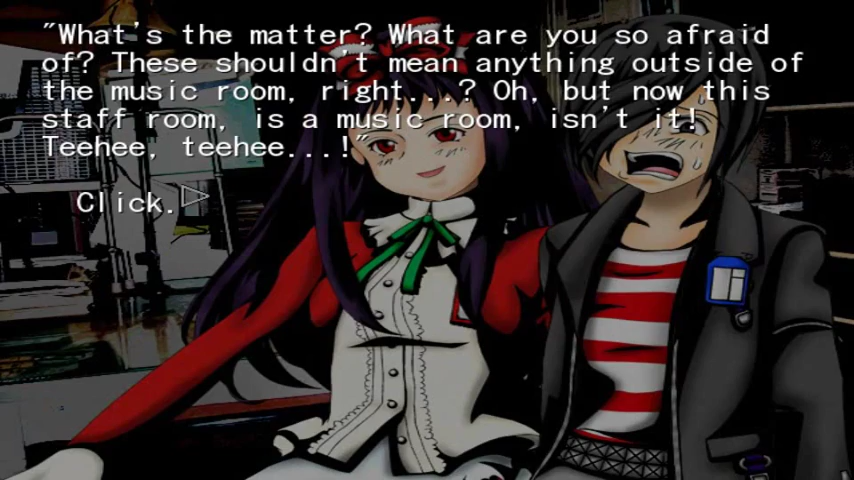 "What's the matter? What are you so afraid
of? These shouldn't mean anything outside of
the music room, right...? Oh, but now this
staff room, is a music room, isn't it!
Teehee, teehee...!"
Click.